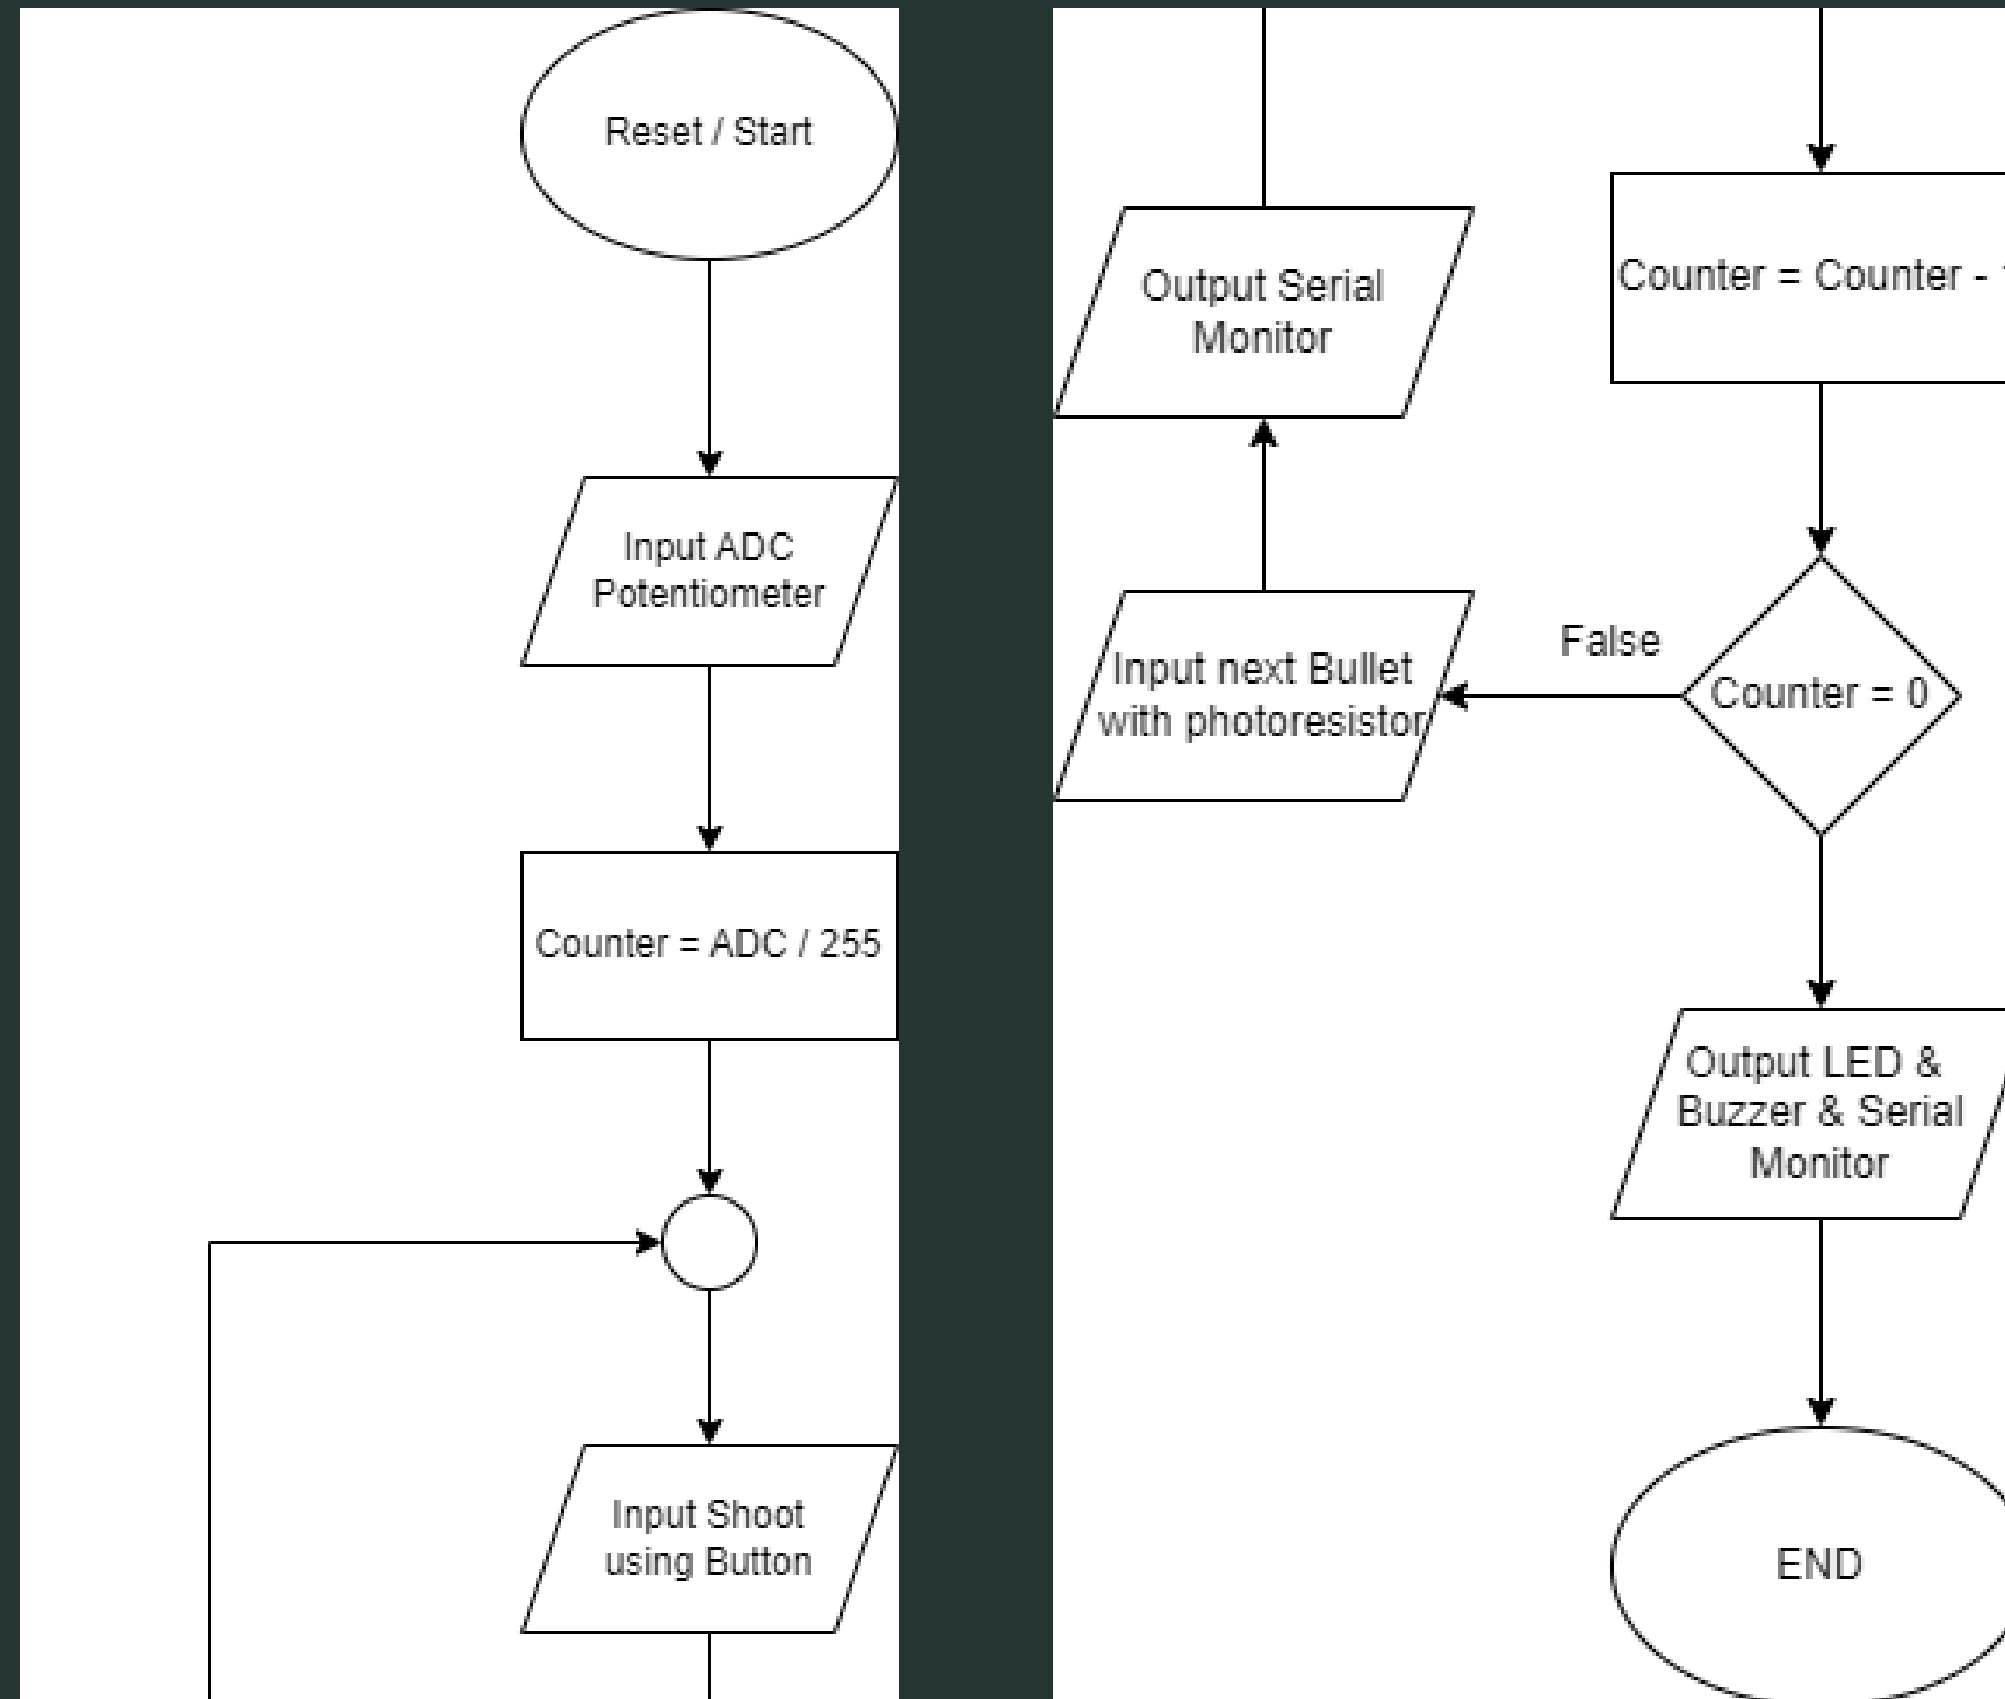 Reset / Start
Input ADC
Potentiometer
Counter = ADC / 255
Input Shoot
using Button
Output Serial
Monitor
Counter = Counter -
Input next Bullet
with photoresistor
False
Counter = 0
Output LED &
Buzzer & Serial
Monitor
END